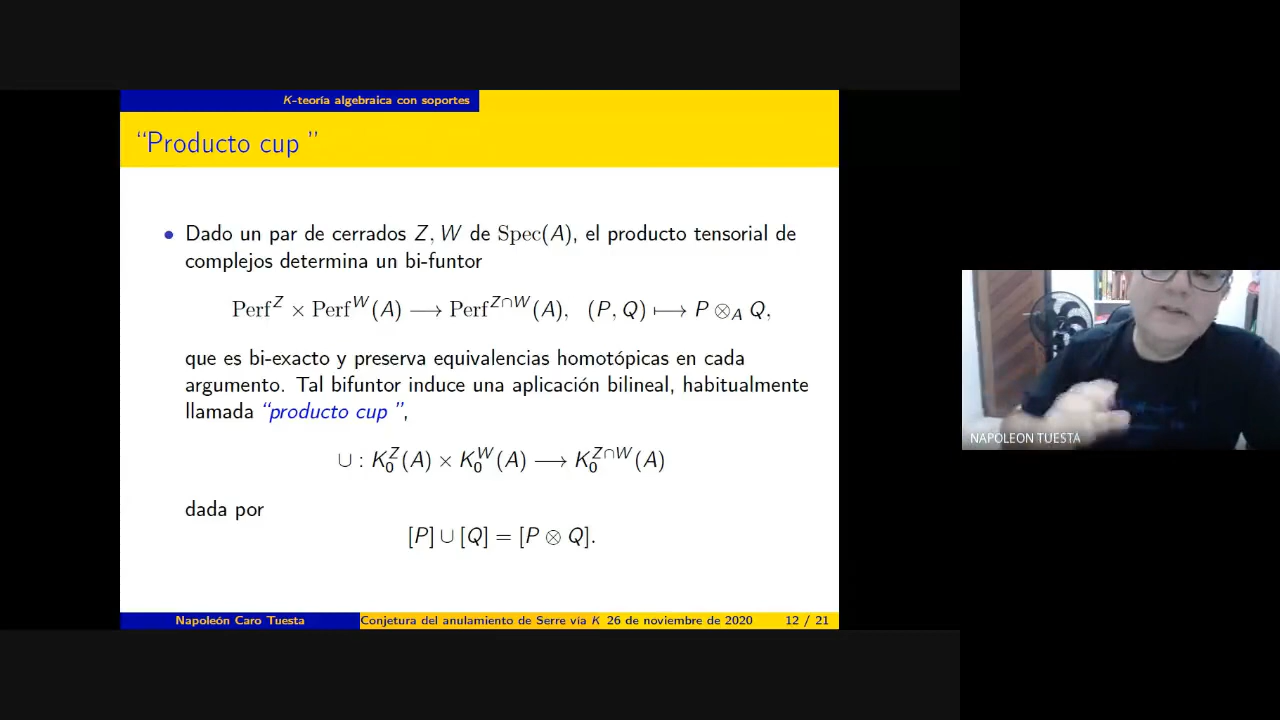 K-teoría algebraica con soportes
“Producto cup ”
• Dado un par de cerrados Z, W de Spec(A), el producto tensorial de
complejos determina un bi-funtor
Perf^Z × Perf^W(A) ⟶ Perf^{Z∩W}(A), (P, Q) ⟼ P ⊗_A Q,
que es bi-exacto y preserva equivalencias homotópicas en cada
argumento. Tal bifuntor induce una aplicación bilineal, habitualmente
llamada “producto cup ”,
∪ : K_0^Z(A) × K_0^W(A) ⟶ K_0^{Z∩W}(A)
dada por
[P] ∪ [Q] = [P ⊗ Q].
Napoleón Caro Tuesta
Conjetura del anulamiento de Serre vía K 26 de noviembre de 2020
12 / 21
NAPOLEON TUESTA